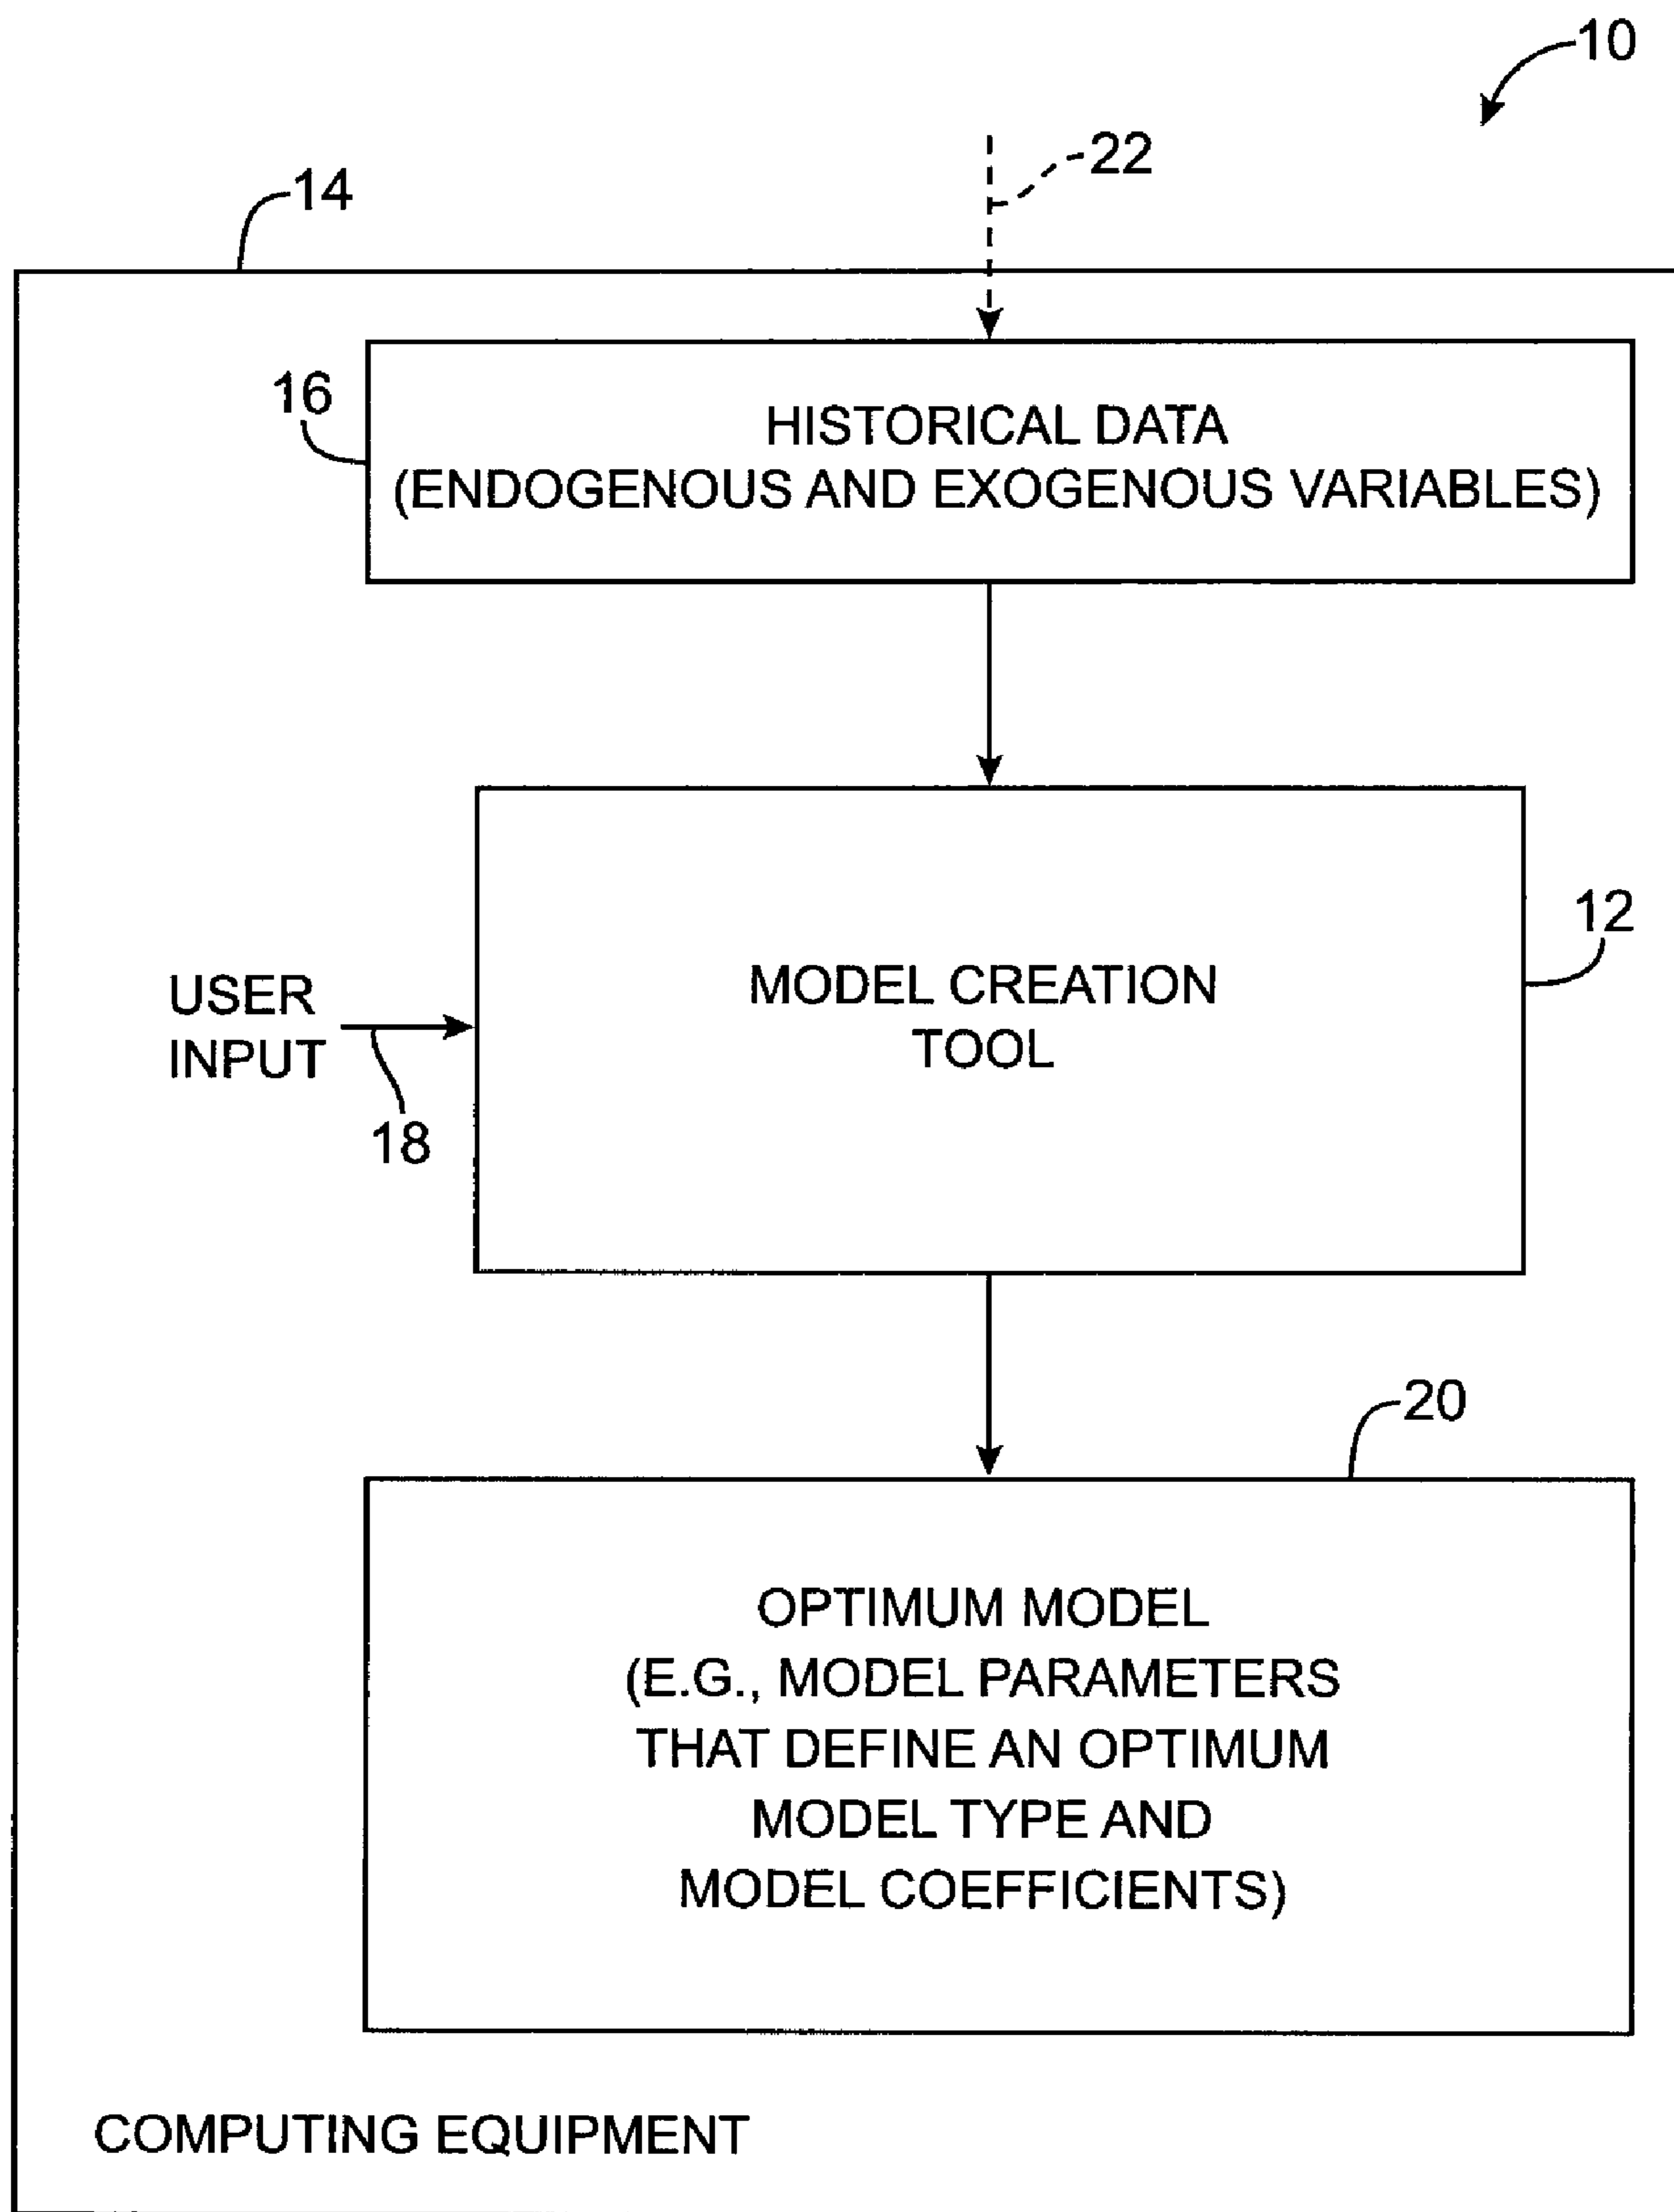 10
22
14
16
HISTORICAL DATA
(ENDOGENOUS AND EXOGENOUS VARIABLES)
12
MODEL CREATION
TOOL
USER
INPUT
18
20
OPTIMUM MODEL
(E.G., MODEL PARAMETERS
THAT DEFINE AN OPTIMUM
MODEL TYPE AND
MODEL COEFFICIENTS)
COMPUTING EQUIPMENT